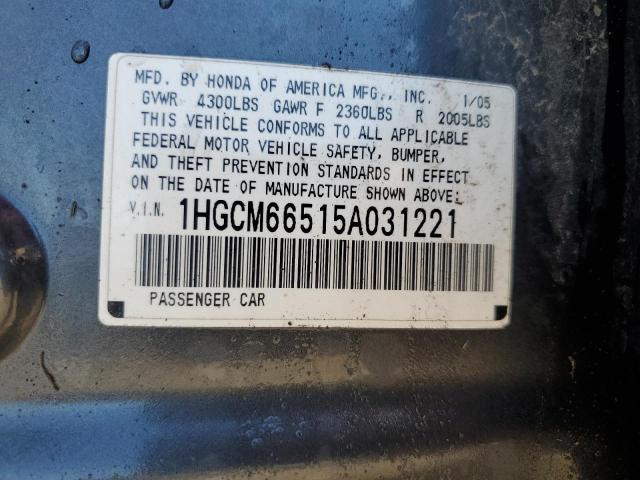 MFD. BY HONDA OF AMERICA MFG., INC. 1/05
GVWR 4300LBS GAWR F 2360LBS R 2005LBS
THIS VEHICLE CONFORMS TO ALL APPLICABLE
FEDERAL MOTOR VEHICLE SAFETY, BUMPER,
AND THEFT PREVENTION STANDARDS IN EFFECT
ON THE DATE OF MANUFACTURE SHOWN ABOVE:
V.I.N. 1HGCM66515A031221
PASSENGER CAR